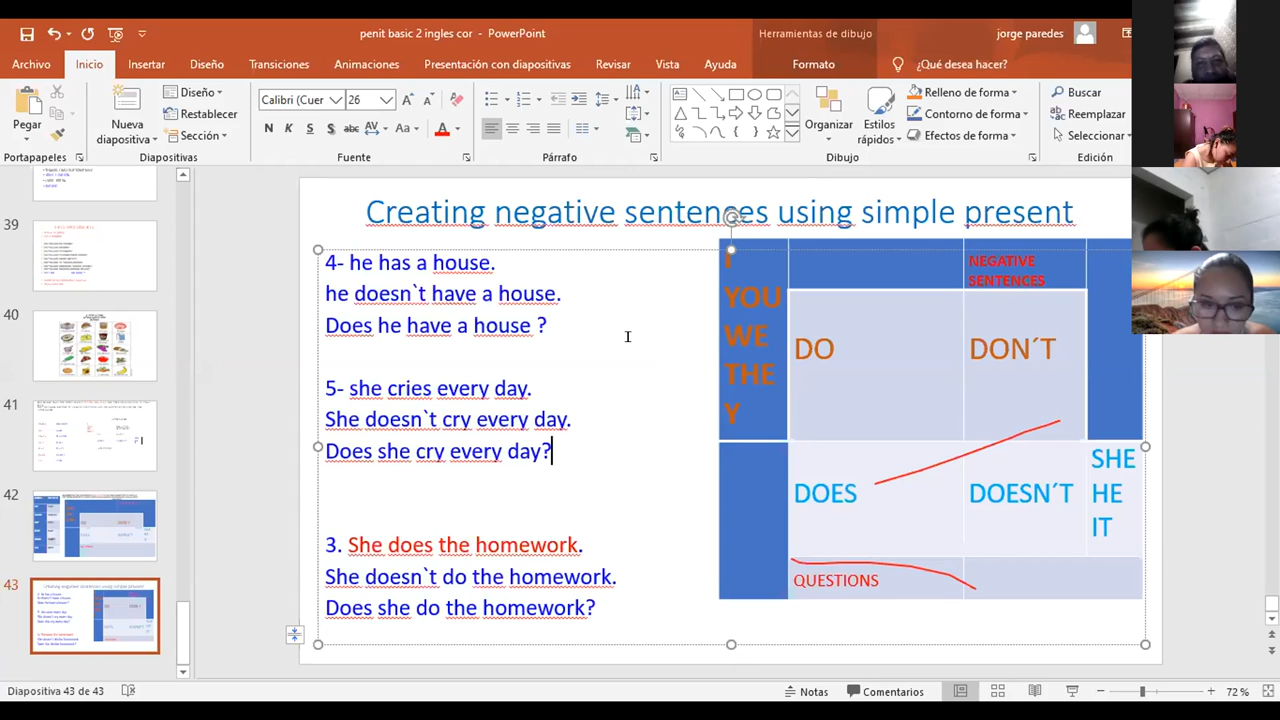 penit basic 2 ingles cor - PowerPoint
Herramientas de dibujo
jorge paredes
Archivo Inicio Insertar Diseño Transiciones Animaciones Presentación con diapositivas Revisar Vista Ayuda Formato ¿Qué desea hacer?
Pegar
Nueva diapositiva
Diseño
Restablecer
Sección
Calibri (Cuer 26
N K S S abc AV Aa A
Organizar
Estilos rápidos
Relleno de forma
Contorno de forma
Efectos de forma
Buscar
Reemplazar
Seleccionar
Portapapeles Diapositivas Fuente Párrafo Dibujo Edición
39
40
41
42
43
Creating negative sentences using simple present
4- he has a house.
he doesn`t have a house.
Does he have a house ?
5- she cries every day.
She doesn`t cry every day.
Does she cry every day?
3. She does the homework.
She doesn`t do the homework.
Does she do the homework?
I
YOU
WE
THE
Y
NEGATIVE
SENTENCES
DO
DON´T
DOES
DOESN´T
SHE
HE
IT
QUESTIONS
Diapositiva 43 de 43
Notas
Comentarios
72 %